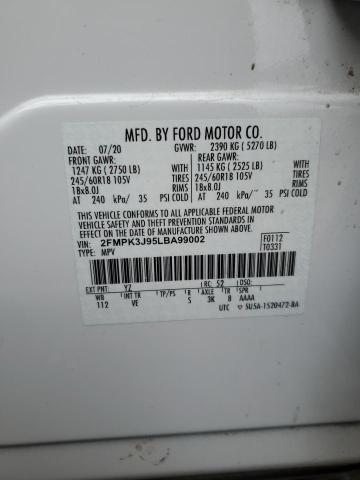 MFD. BY FORD MOTOR CO.
DATE: 07/20 GVWR: 2390 KG ( 5270 LB)
FRONT GAWR: REAR GAWR:
1247 KG ( 2750 LB) WITH 1145 KG ( 2525 LB) WITH
245/60R18 105V TIRES 245/60R18 105V TIRES
18x8.0J RIMS 18x8.0J RIMS
AT 240 kPa/ 35 PSI COLD AT 240 kPa/ 35 PSI COLD
THIS VEHICLE CONFORMS TO ALL APPLICABLE FEDERAL MOTOR VEHICLE SAFETY, BUMPER, AND THEFT PREVENTION STANDARDS IN EFFECT ON THE DATE OF MANUFACTURE SHOWN ABOVE.
VIN: 2FMPK3J95LBA99002 F0112
TYPE: MPV T0331
EXT PNT: YZ RC: 52 DSO:
WB INT TR TP/PS R AXLE TR SPR
112 VE S 3K 8 AAAA
UTC 5U5A-1520472-BA